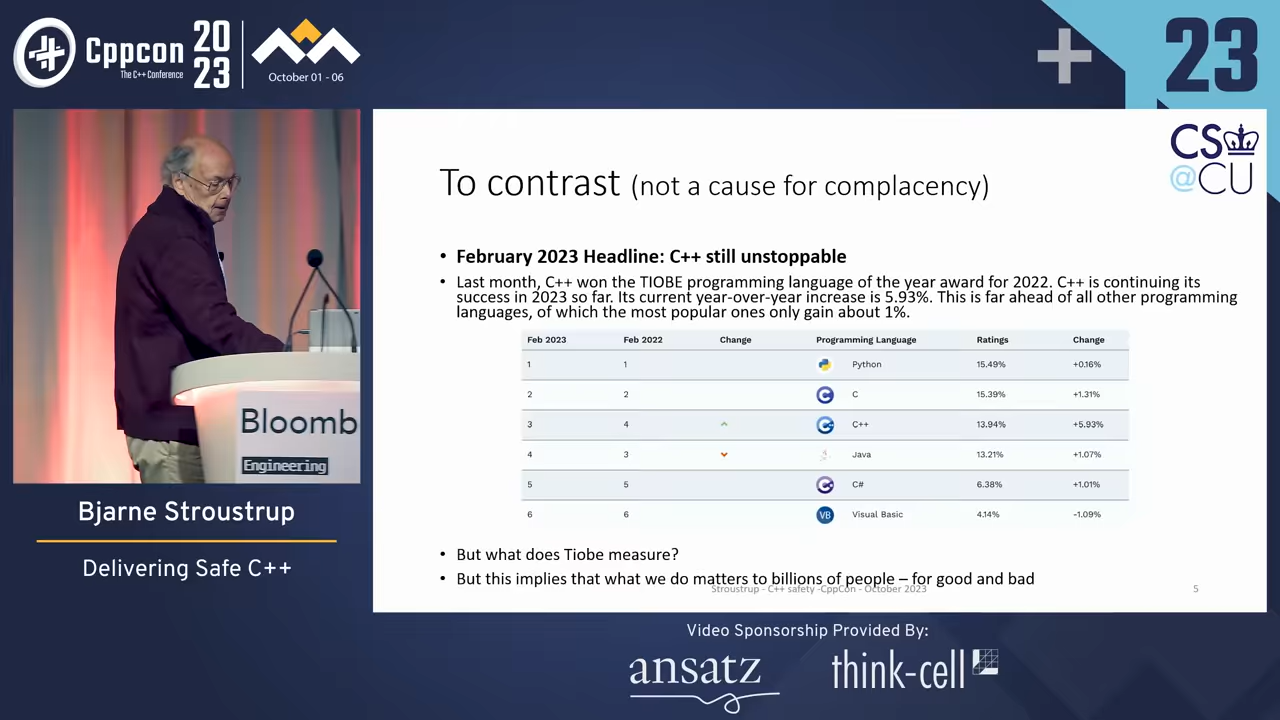 Cppcon
The C++ Conference
20
23
October 01 - 06
23
CS
@CU
To contrast (not a cause for complacency)
• February 2023 Headline: C++ still unstoppable
• Last month, C++ won the TIOBE programming language of the year award for 2022. C++ is continuing its
success in 2023 so far. Its current year-over-year increase is 5.93%. This is far ahead of all other programming
languages, of which the most popular ones only gain about 1%.
Feb 2023 Feb 2022 Change Programming Language Ratings Change
1 1 Python 15.49% +0.16%
2 2 C 15.39% +1.31%
3 4 C++ 13.94% +5.93%
4 3 Java 13.21% +1.07%
5 5 C# 6.38% +1.01%
6 6 VB Visual Basic 4.14% -1.09%
• But what does Tiobe measure?
• But this implies that what we do matters to billions of people – for good and bad
Stroustrup - C++ safety -CppCon - October 2023
5
Bloomb
Engineering
Bjarne Stroustrup
Delivering Safe C++
Video Sponsorship Provided By:
ansatz
think-cell